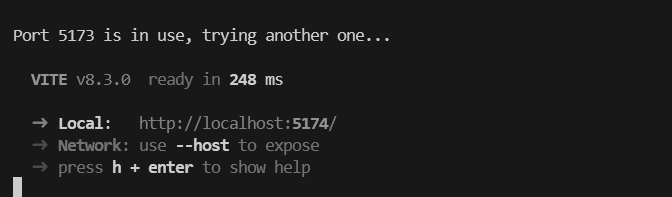 Port 5173 is in use, trying another one...
VITE v8.3.0 ready in 248 ms
➜ Local: http://localhost:5174/
➜ Network: use --host to expose
➜ press h + enter to show help